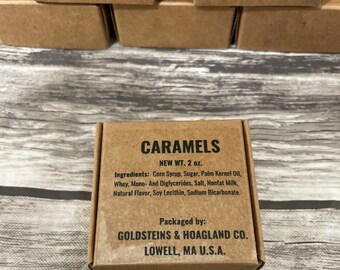 CARAMELS
NEW WT. 2 oz.
Ingredients: Corn Syrup, Sugar, Palm Kernel Oil,
Whey, Mono- And Diglycerides, Salt, Nonfat Milk,
Natural Flavor, Soy Lecithin, Sodium Bicarbonate.
Packaged by:
GOLDSTEINS & HOAGLAND CO.
LOWELL, MA U.S.A.